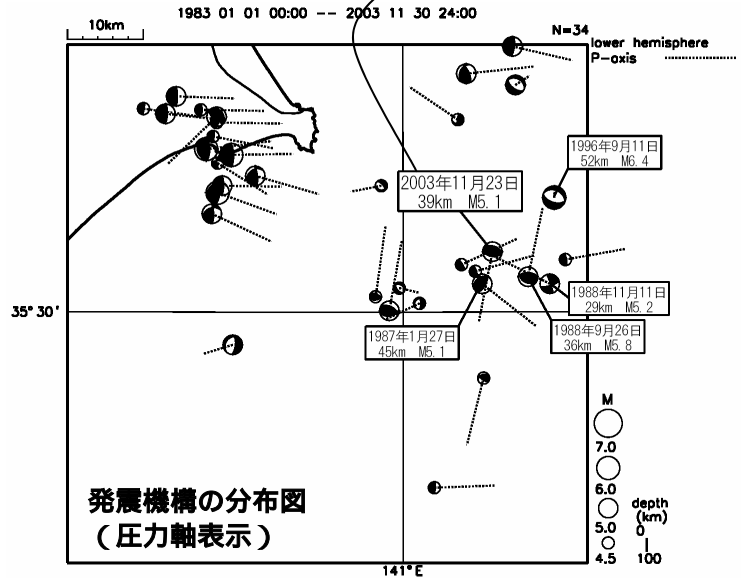 1983 01 01 00:00 -- 2003 11 30 24:00
10km
N=34
lower hemisphere
P-axis
1996年9月11日
52km M6.4
2003年11月23日
39km M5.1
35°30'
1988年11月11日
29km M5.2
1987年1月27日
45km M5.1
1988年9月26日
36km M5.8
M
7.0
6.0
5.0
4.5
depth
(km)
0
100
発震機構の分布図
(圧力軸表示)
141°E